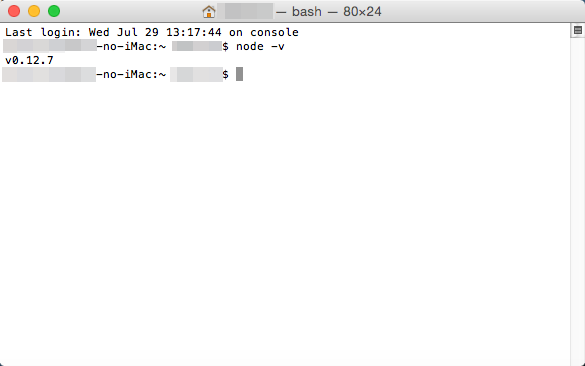 — bash — 80×24
Last login: Wed Jul 29 13:17:44 on console
-no-iMac:~ $ node -v
v0.12.7
-no-iMac:~ $